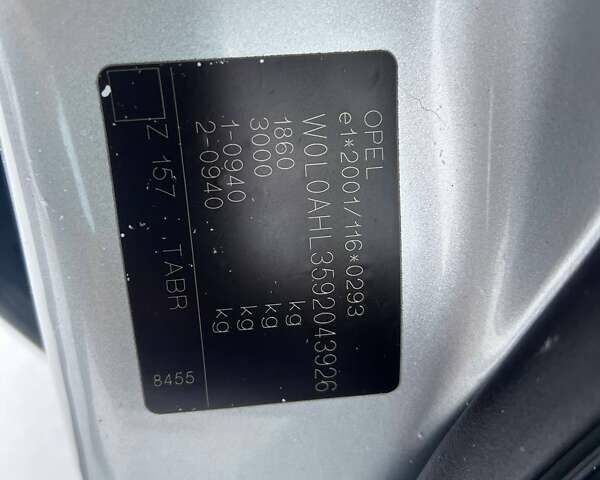 OPEL
e1*2001/116*0293
W0L0AHL3592043926
1860 kg
3000 kg
1-0940 kg
2-0940 kg
Z 157 TABR
8455